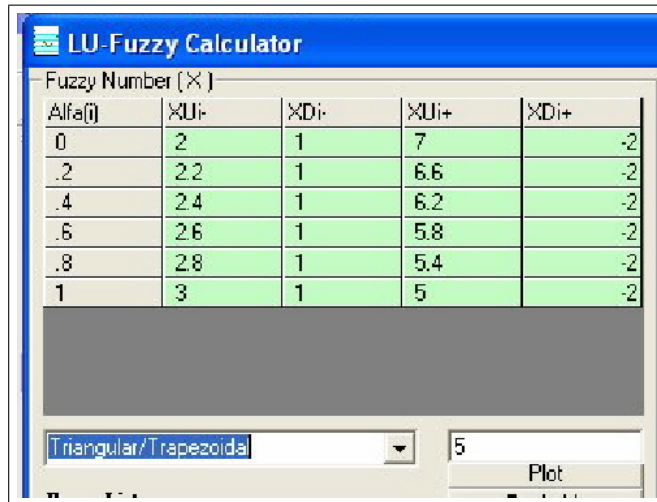 LU-Fuzzy Calculator
Fuzzy Number ( X )
Alfa(i) XUi- XDi- XUi+ XDi+
0 2 1 7 -2
.2 2.2 1 6.6 -2
.4 2.4 1 6.2 -2
.6 2.6 1 5.8 -2
.8 2.8 1 5.4 -2
1 3 1 5 -2
Triangular/Trapezoidal 5
Plot